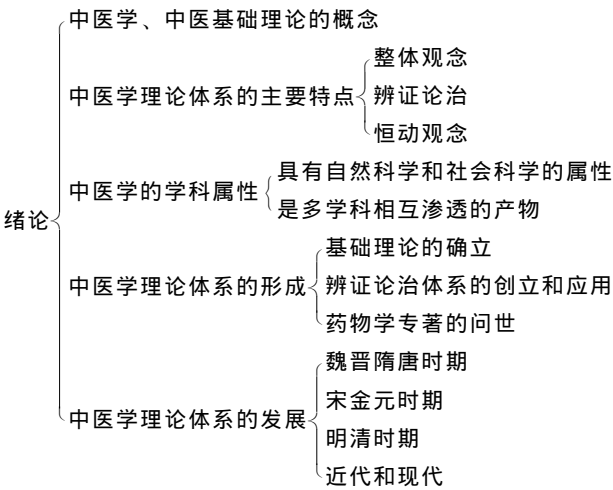 中医学、中医基础理论的概念
整体观念
中医学理论体系的主要特点
辨证论治
恒动观念
具有自然科学和社会科学的属性
中医学的学科属性
是多学科相互渗透的产物
绪论
基础理论的确立
中医学理论体系的形成
辨证论治体系的创立和应用
药物学专著的问世
魏晋隋唐时期
宋金元时期
中医学理论体系的发展
明清时期
近代和现代